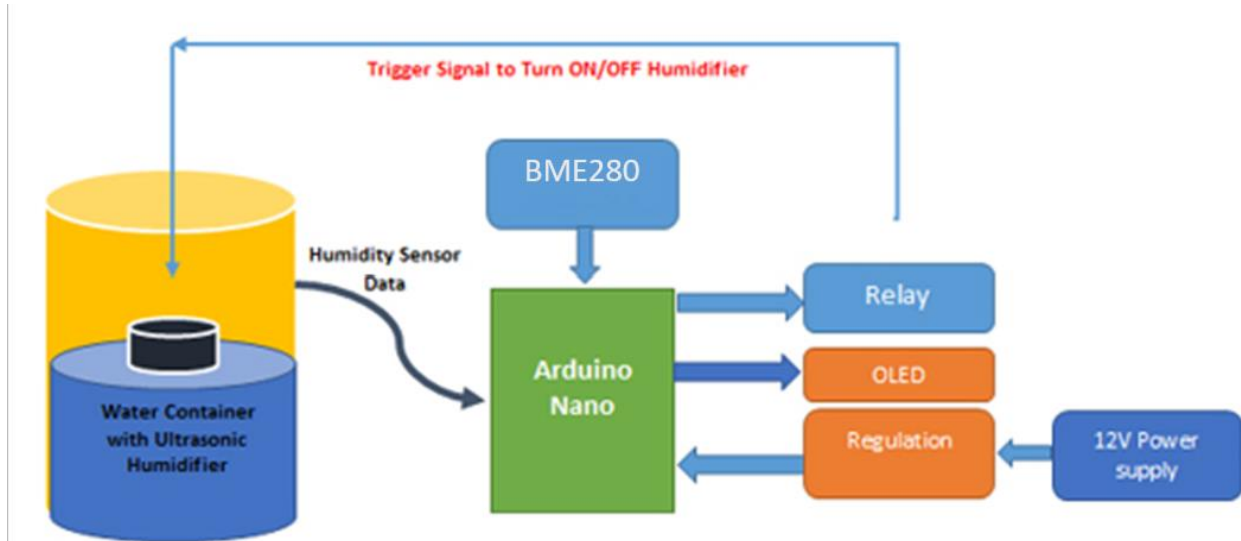 Trigger Signal to Turn ON/OFF Humidifier
BME280
Humidity Sensor
Data
Relay
Arduino
Nano
OLED
Water Container
with Ultrasonic
Humidifier
Regulation
12V Power
supply